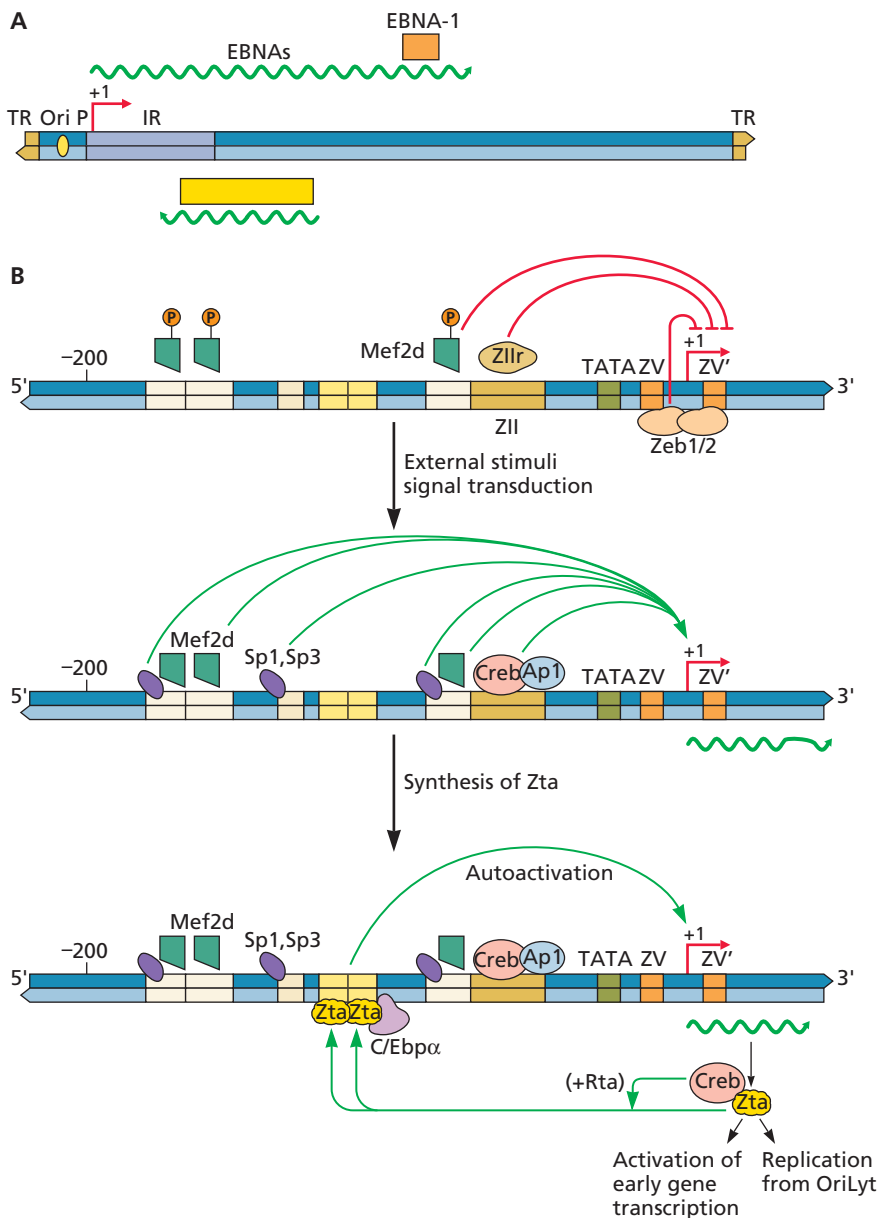 A
EBNA-1
EBNAs
+1
TR Ori P IR TR
B
P P P
Mef2d ZIIr
–200 TATA ZV +1 ZV'
5' 3'
ZII Zeb1/2
External stimuli
signal transduction
Mef2d Sp1,Sp3
–200 Creb Ap1 TATA ZV +1 ZV'
5' 3'
Synthesis of Zta
Autoactivation
Mef2d Sp1,Sp3
–200 Creb Ap1 TATA ZV +1 ZV'
5' 3'
Zta Zta
C/Ebpα
(+Rta) Creb
Zta
Activation of
early gene
transcription
Replication
from OriLyt